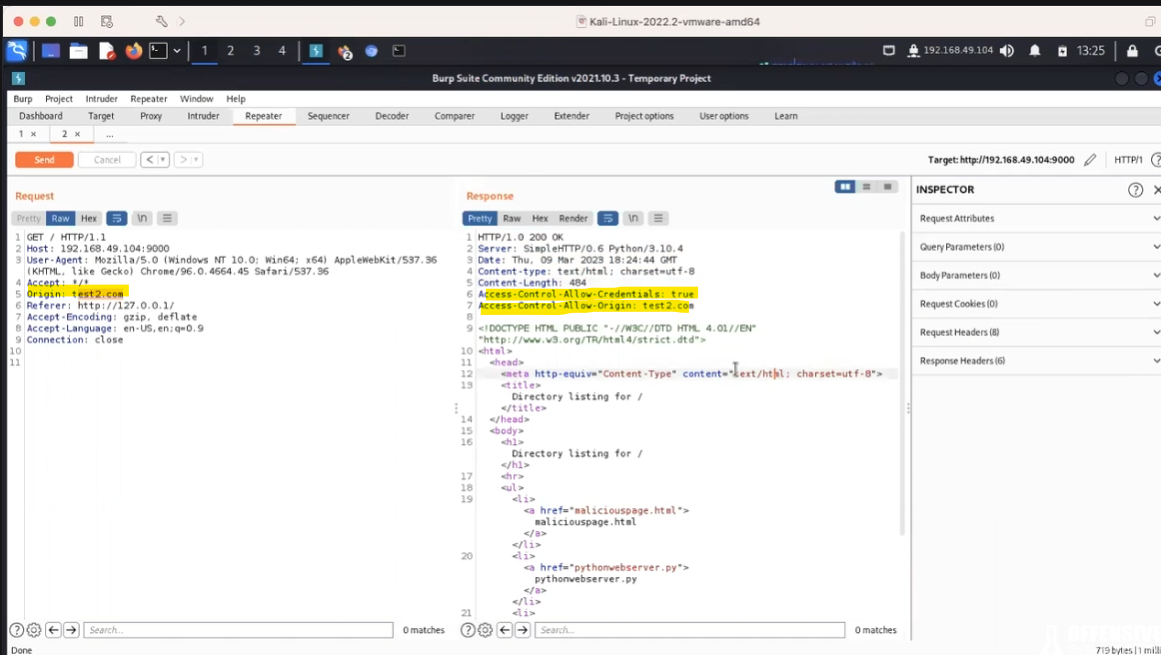 Kali-Linux-2022.2-vmware-amd64
1 2 3 4
192.168.49.104 13:25
Burp Suite Community Edition v2021.10.3 - Temporary Project
Burp Project Intruder Repeater Window Help
Dashboard Target Proxy Intruder Repeater Sequencer Decoder Comparer Logger Extender Project options User options Learn
1 × 2 × ...
Send Cancel < > Target: http://192.168.49.104:9000 HTTP/1
Request
Pretty Raw Hex \n
1 GET / HTTP/1.1
2 Host: 192.168.49.104:9000
3 User-Agent: Mozilla/5.0 (Windows NT 10.0; Win64; x64) AppleWebKit/537.36
(KHTML, like Gecko) Chrome/96.0.4664.45 Safari/537.36
4 Accept: */*
5 Origin: test2.com
6 Referer: http://127.0.0.1/
7 Accept-Encoding: gzip, deflate
8 Accept-Language: en-US,en;q=0.9
9 Connection: close
10
11
Search... 0 matches
Response
Pretty Raw Hex Render \n
1 HTTP/1.0 200 OK
2 Server: SimpleHTTP/0.6 Python/3.10.4
3 Date: Thu, 09 Mar 2023 18:24:44 GMT
4 Content-type: text/html; charset=utf-8
5 Content-Length: 484
6 Access-Control-Allow-Credentials: true
7 Access-Control-Allow-Origin: test2.com
8
9 <!DOCTYPE HTML PUBLIC "-//W3C//DTD HTML 4.01//EN"
"http://www.w3.org/TR/html4/strict.dtd">
10 <html>
11 <head>
12 <meta http-equiv="Content-Type" content="text/html; charset=utf-8">
13 <title>
Directory listing for /
</title>
14 </head>
15 <body>
16 <h1>
Directory listing for /
</h1>
17 <hr>
18 <ul>
19 <li>
<a href="maliciouspage.html">
maliciouspage.html
</a>
</li>
20 <li>
<a href="pythonwebserver.py">
pythonwebserver.py
</a>
</li>
21 <li>
Search... 0 matches
INSPECTOR
Request Attributes
Query Parameters (0)
Body Parameters (0)
Request Cookies (0)
Request Headers (8)
Response Headers (6)
OFFENSIVE
Done 719 bytes | 1 milli